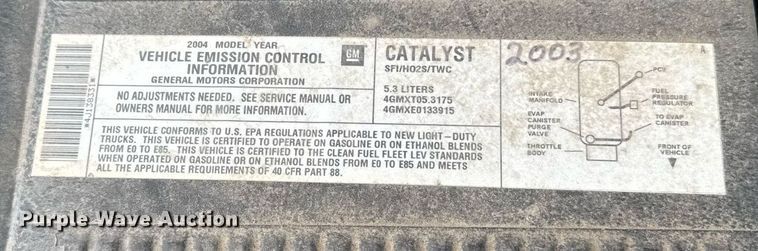 2004 MODEL YEAR
VEHICLE EMISSION CONTROL
INFORMATION
GENERAL MOTORS CORPORATION
GM
NO ADJUSTMENTS NEEDED. SEE SERVICE MANUAL OR
OWNERS MANUAL FOR MORE INFORMATION.
CATALYST
SFI/HO2S/TWC
5.3 LITERS
4GMXT05.3175
4GMXE0133915
THIS VEHICLE CONFORMS TO U.S. EPA REGULATIONS APPLICABLE TO NEW LIGHT-DUTY
TRUCKS. THIS VEHICLE IS CERTIFIED TO OPERATE ON GASOLINE OR ON ETHANOL BLENDS
FROM E0 TO E85. THIS VEHICLE IS CERTIFIED TO THE CLEAN FUEL FLEET LEV STANDARDS
WHEN OPERATED ON GASOLINE OR ON ETHANOL BLENDS FROM E0 TO E85 AND MEETS
ALL THE APPLICABLE REQUIREMENTS OF 40 CFR PART 88.
2003
A
PCV
INTAKE
MANIFOLD
FUEL
PRESSURE
REGULATOR
EVAP
CANISTER
PURGE
VALVE
TO EVAP
CANISTER
THROTTLE
BODY
FRONT OF
VEHICLE
*4J138331*
Purple Wave Auction